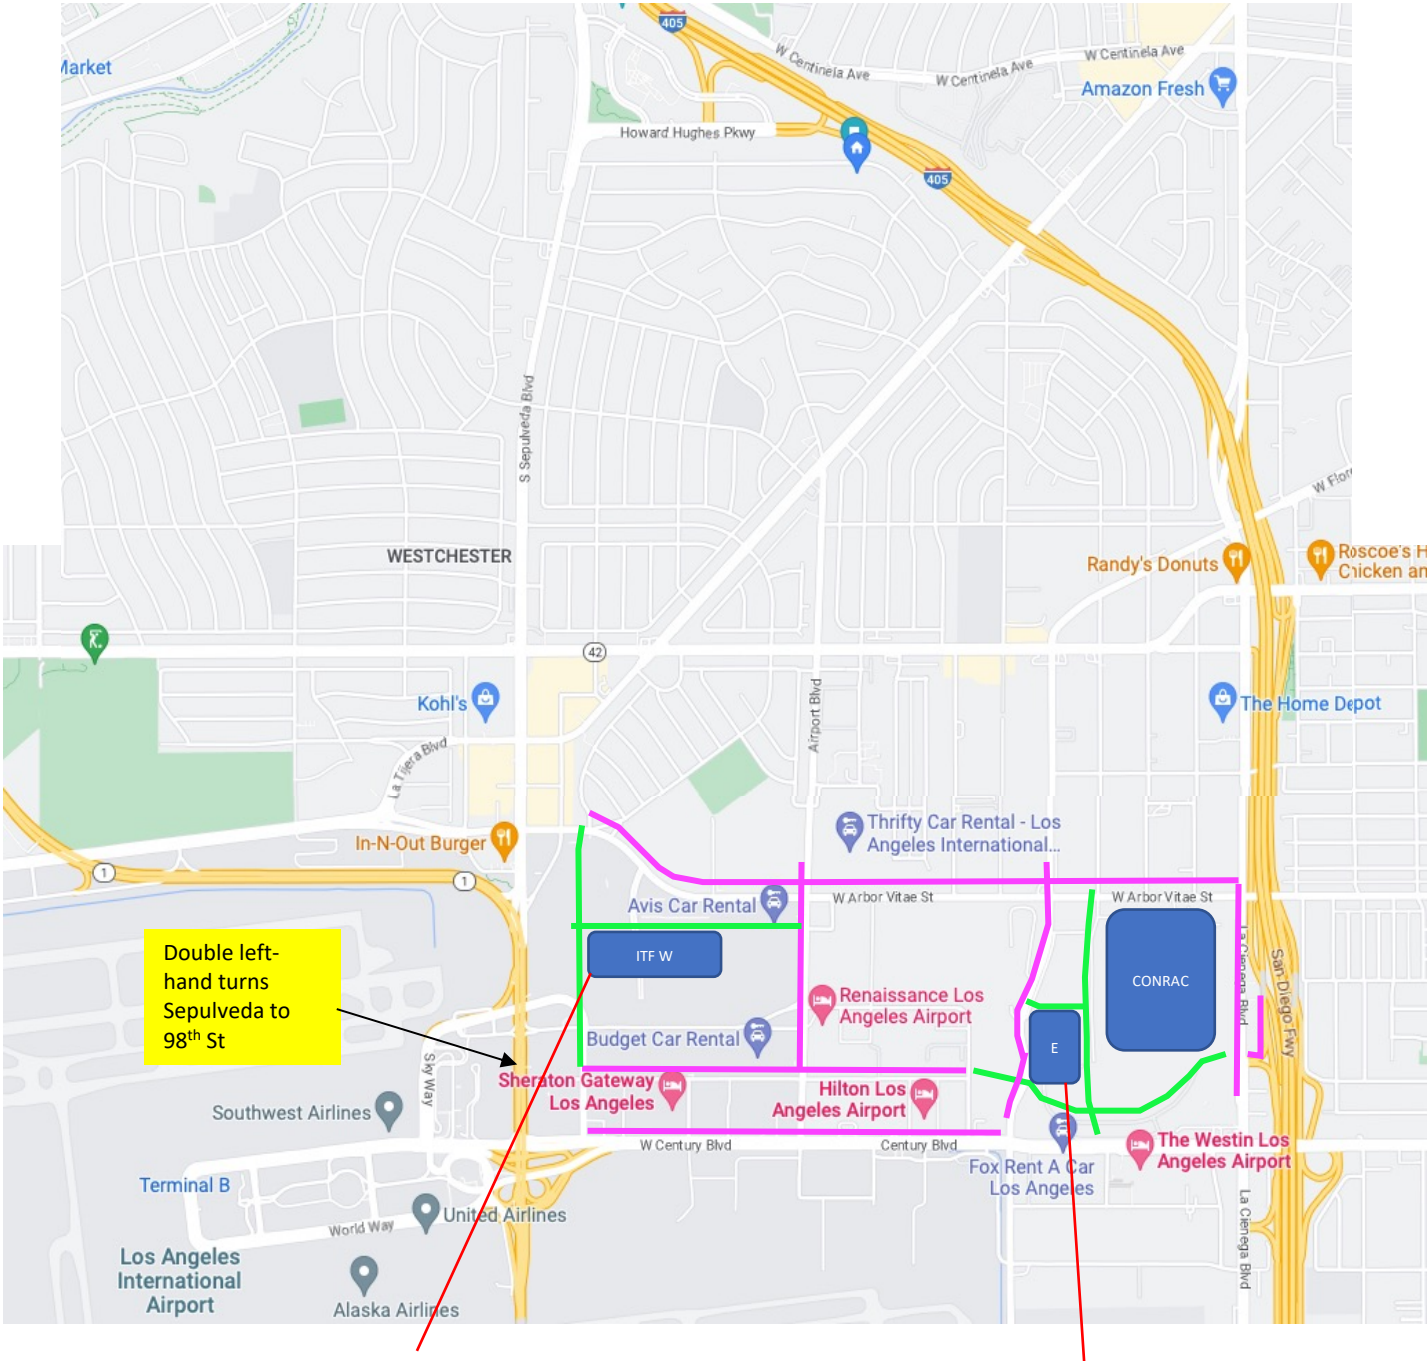 405
W Centinela Ave
W Centinela Ave
W Centinela Ave
Market
Amazon Fresh
Howard Hughes Pkwy
405
S Sepulveda Blvd
W Flor
WESTCHESTER
Randy's Donuts
Roscoe's H
Chicken an
42
Kohl's
Airport Blvd
The Home Depot
La Tijera Blvd
In-N-Out Burger
Thrifty Car Rental - Los
Angeles International...
1
1
Avis Car Rental
W Arbor Vitae St
W Arbor Vitae St
Double left-
hand turns
Sepulveda to
98th St
ITF W
CONRAC
La Cienega Blvd
San Diego Fwy
Renaissance Los
Angeles Airport
Budget Car Rental
E
Sky Way
Sheraton Gateway
Los Angeles
Hilton Los
Angeles Airport
Southwest Airlines
W Century Blvd
Century Blvd
The Westin Los
Angeles Airport
Fox Rent A Car
Los Angeles
Terminal B
World Way
United Airlines
La Cienega Blvd
Los Angeles
International
Airport
Alaska Airlines